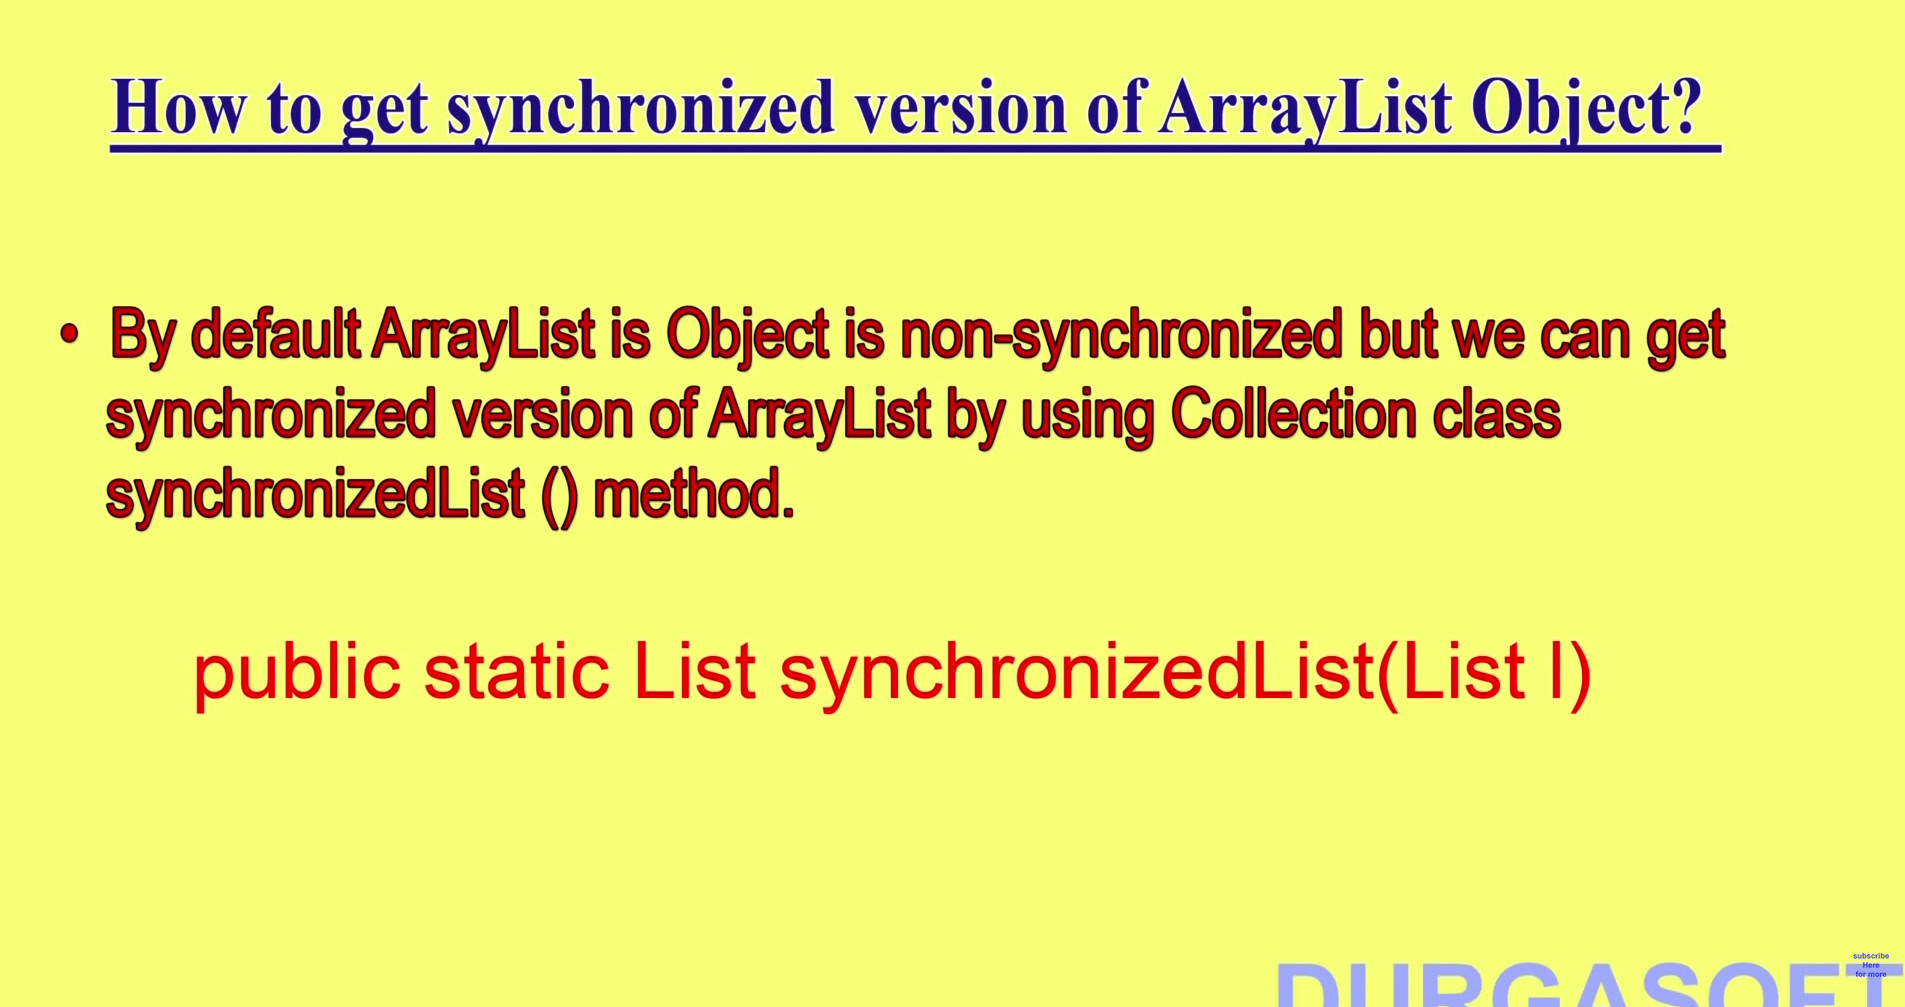 How to get synchronized version of ArrayList Object?
• By default ArrayList is Object is non-synchronized but we can get
synchronized version of ArrayList by using Collection class
synchronizedList () method.
public static List synchronizedList(List l)
DURGASOFT
subscribe
Here
for more